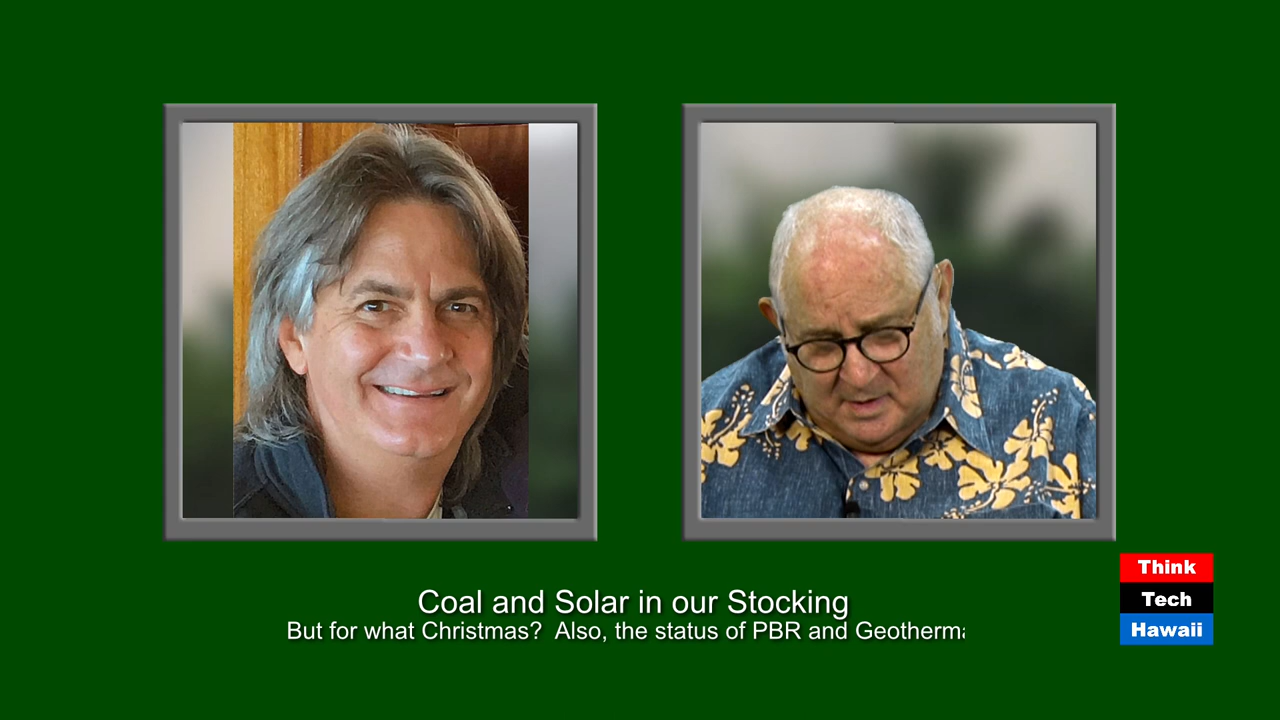 Coal and Solar in our Stocking
But for what Christmas?  Also, the status of PBR and
Think
Tech
Hawaii